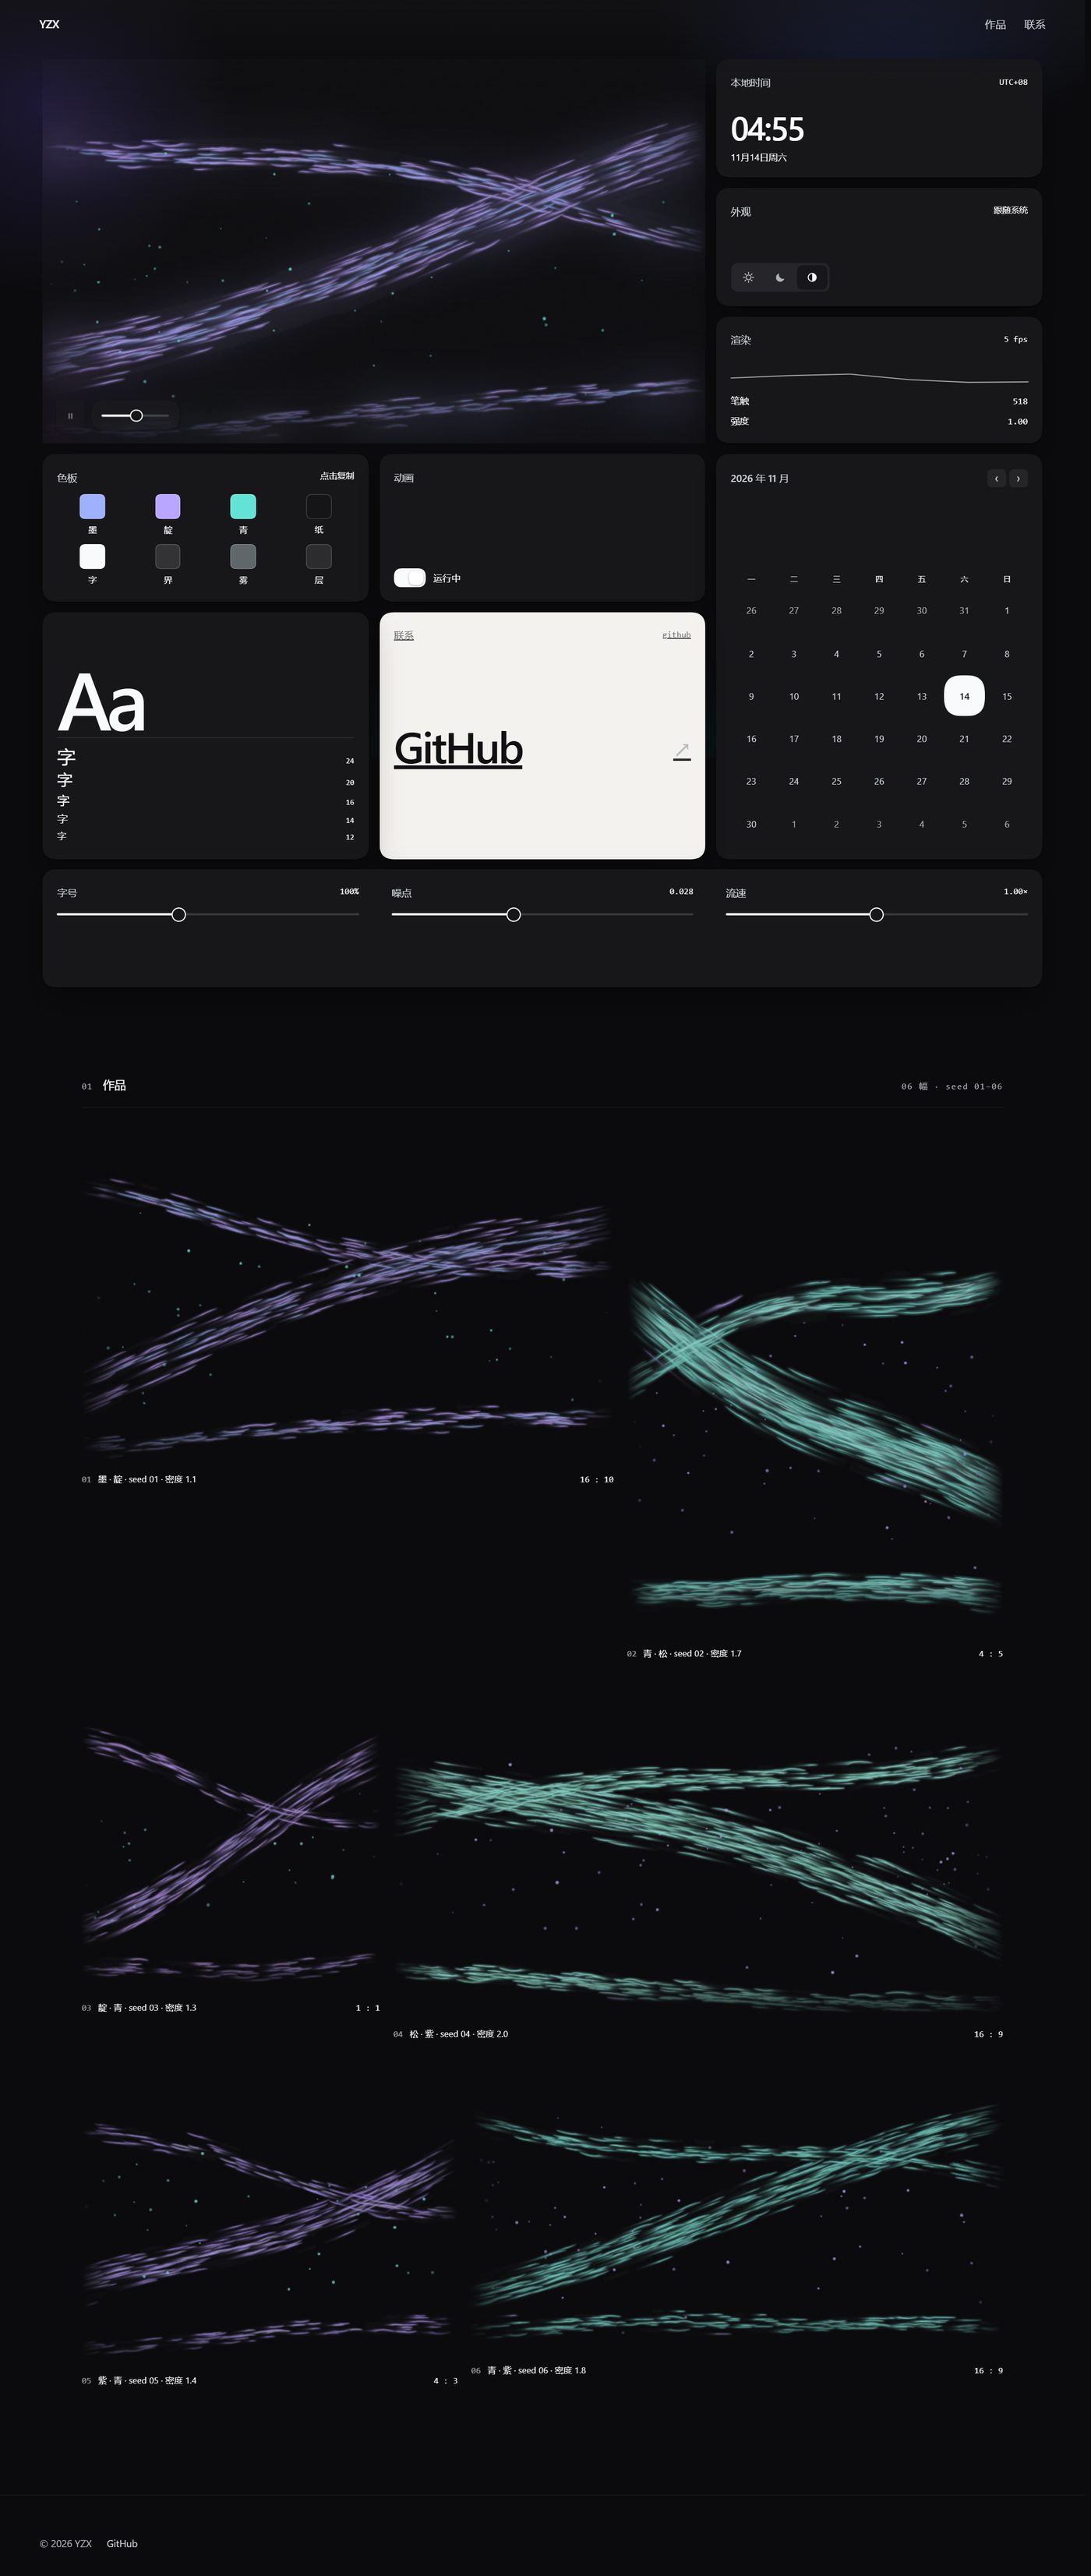 YZX
作品 联系
本地时间 UTC+08
04:55
11月14日周六
外观 跟随系统
渲染 5 fps
笔触 518
强度 1.00
色板 点击复制
墨 靛 青 纸
字 界 雾 层
动画
运行中
2026 年 11 月
一 二 三 四 五 六 日
26 27 28 29 30 31 1
2 3 4 5 6 7 8
9 10 11 12 13 14 15
16 17 18 19 20 21 22
23 24 25 26 27 28 29
30 1 2 3 4 5 6
Aa
字 24
字 20
字 16
字 14
字 12
联系 github
GitHub ↗
字号 100%
噪点 0.028
流速 1.00×
01 作品 06 幅 · seed 01–06
01 墨 · 靛 · seed 01 · 密度 1.1 16 : 10
02 青 · 松 · seed 02 · 密度 1.7 4 : 5
03 靛 · 青 · seed 03 · 密度 1.3 1 : 1
04 松 · 紫 · seed 04 · 密度 2.0 16 : 9
05 紫 · 青 · seed 05 · 密度 1.4 4 : 3
06 青 · 紫 · seed 06 · 密度 1.8 16 : 9
© 2026 YZX GitHub